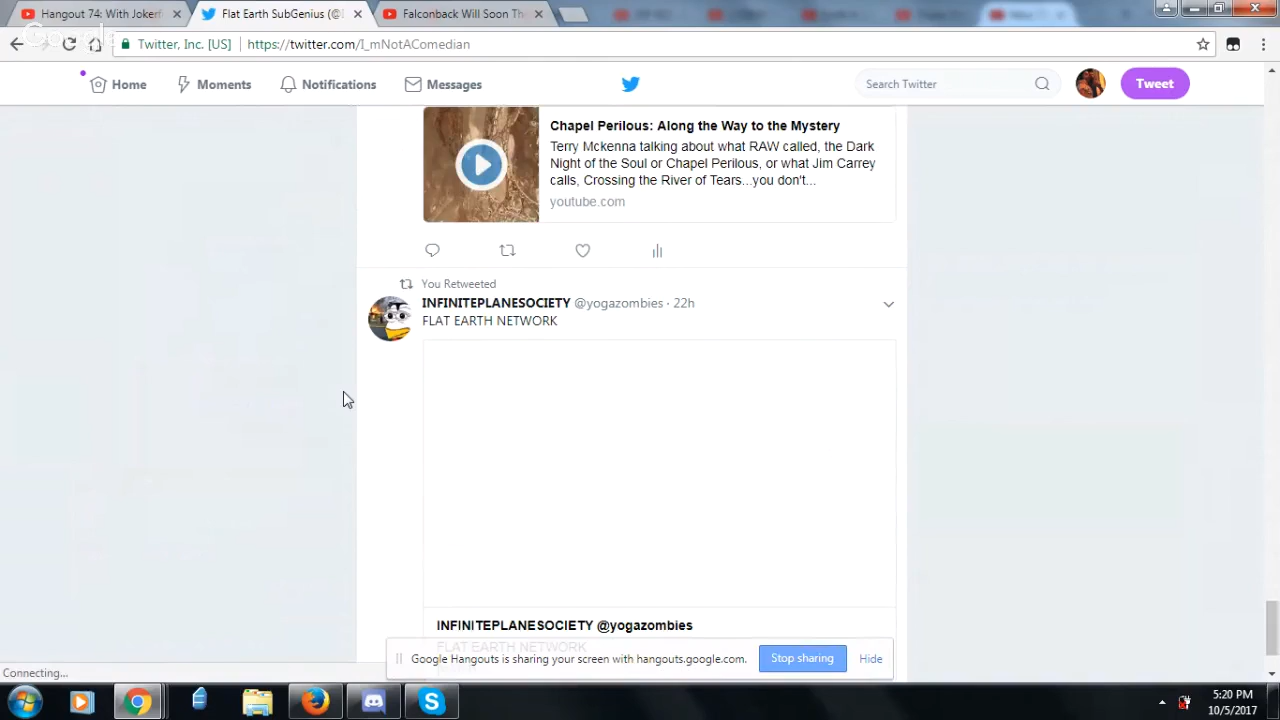 Hangout 74: With Jokerf
Flat Earth SubGenius (@I
Falconback Will Soon Th
Twitter, Inc. [US]
https://twitter.com/I_mNotAComedian
Home
Moments
Notifications
Messages
Search Twitter
Tweet
Chapel Perilous: Along the Way to the Mystery
Terry Mckenna talking about what RAW called, the Dark
Night of the Soul or Chapel Perilous, or what Jim Carrey
calls, Crossing the River of Tears...you don't...
youtube.com
You Retweeted
INFINITEPLANESOCIETY @yogazombies · 22h
FLAT EARTH NETWORK
INFINITEPLANESOCIETY @yogazombies
FLAT EARTH NETWORK
Google Hangouts is sharing your screen with hangouts.google.com.
Stop sharing
Hide
Connecting...
5:20 PM
10/5/2017